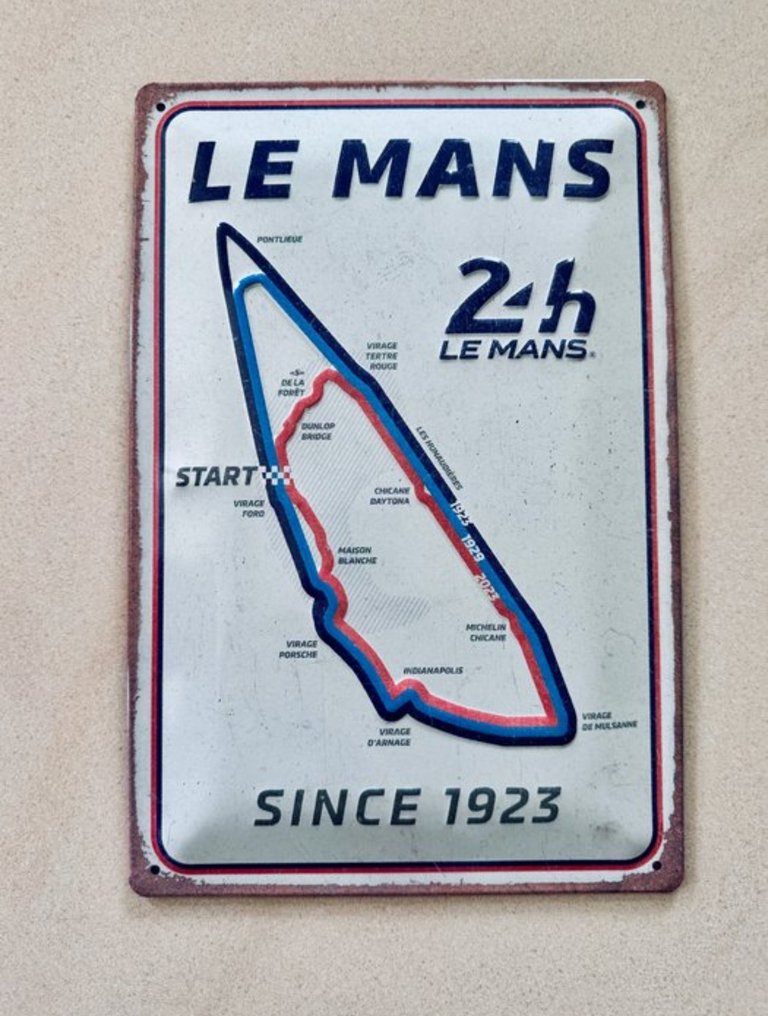 LE MANS
PONTLIEUE
24h
LE MANS®
VIRAGE
TERTRE
ROUGE
«S»
DE LA
FORÊT
DUNLOP
BRIDGE
LES HUNAUDIÈRES
START
CHICANE
DAYTONA
VIRAGE
FORD
1923
1929
2023
MAISON
BLANCHE
MICHELIN
CHICANE
VIRAGE
PORSCHE
INDIANAPOLIS
VIRAGE
DE MULSANNE
VIRAGE
D'ARNAGE
SINCE 1923